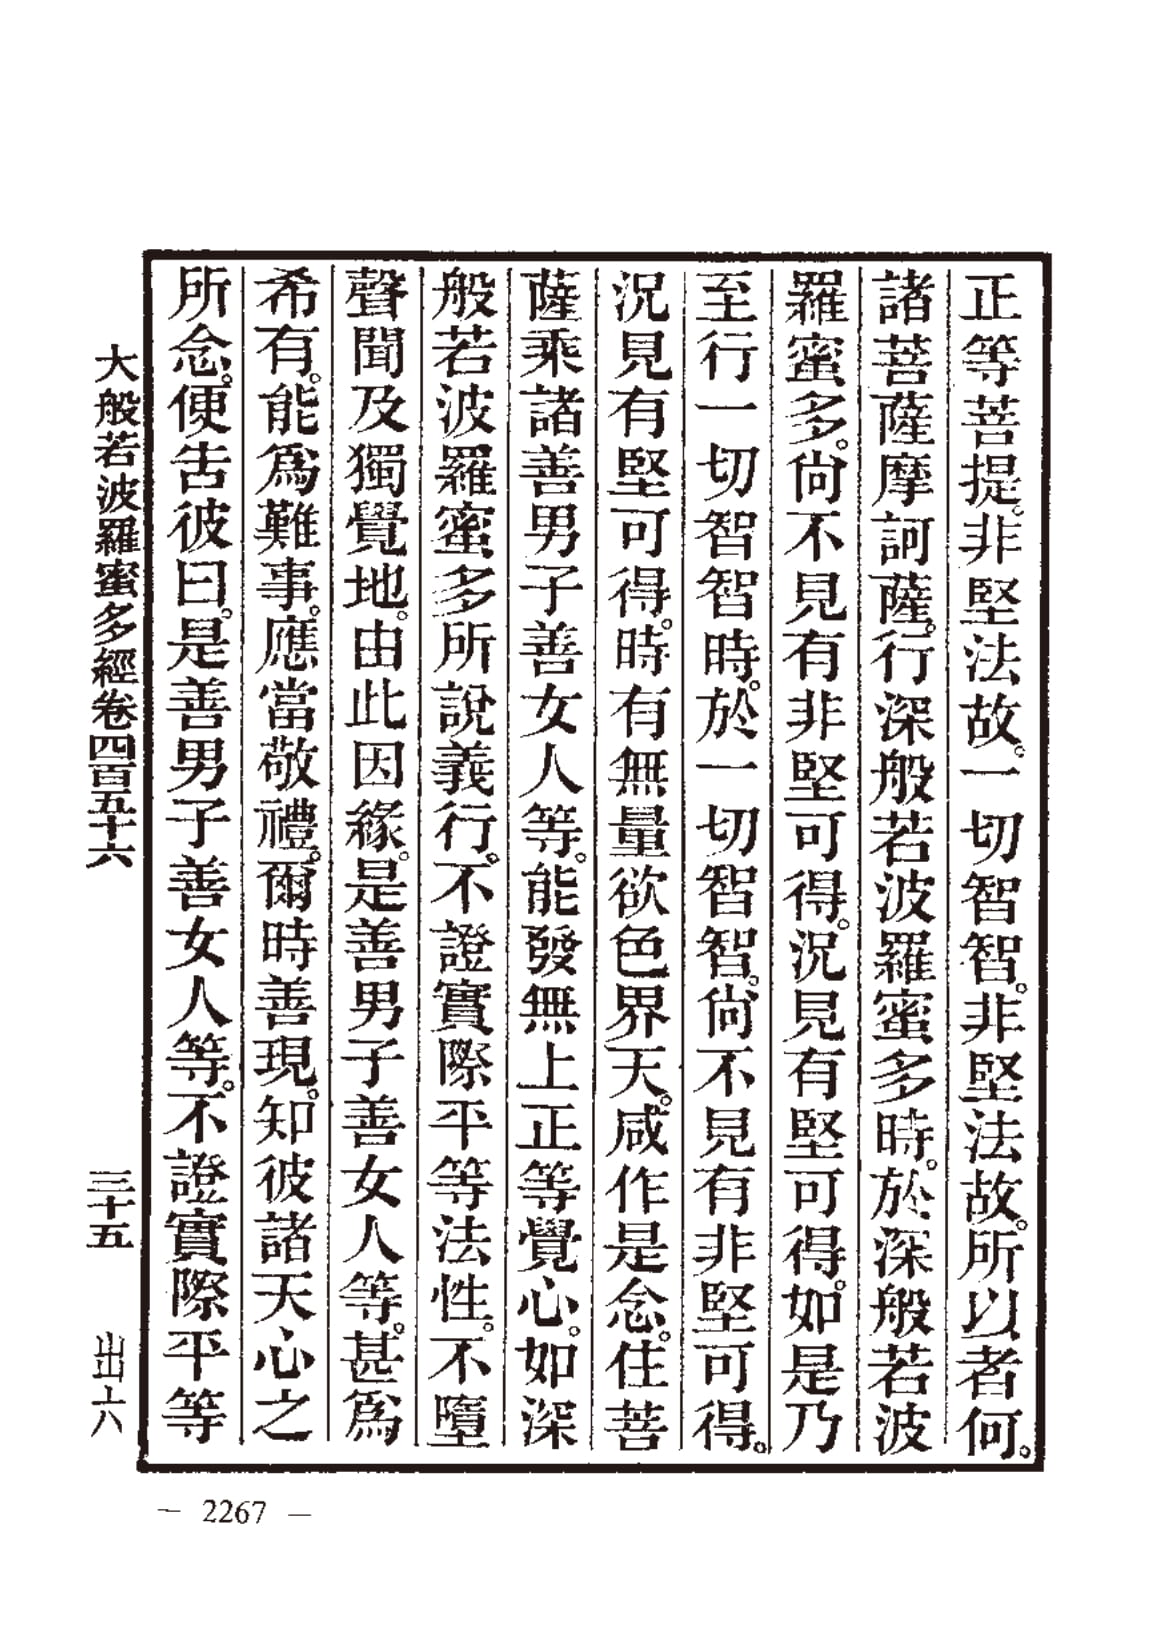 正等菩提。非堅法故。一切智智。非堅法故。所以者何。
諸菩薩摩訶薩。行深般若波羅蜜多時。於深般若波
羅蜜多。尚不見有非堅可得。況見有堅可得。如是乃
至行一切智智時。於一切智智。尚不見有非堅可得。
況見有堅可得。時有無量欲色界天。咸作是念。住菩
薩乘諸善男子善女人等。能發無上正等覺心。如深
般若波羅蜜多所說義行。不證實際平等法性。不墮
聲聞及獨覺地。由此因緣。是善男子善女人等。甚爲
希有。能爲難事。應當敬禮。爾時善現。知彼諸天心之
所念。便告彼曰。是善男子善女人等。不證實際平等
大般若波羅蜜多經卷四百五十六 三十五 出六
— 2267 —